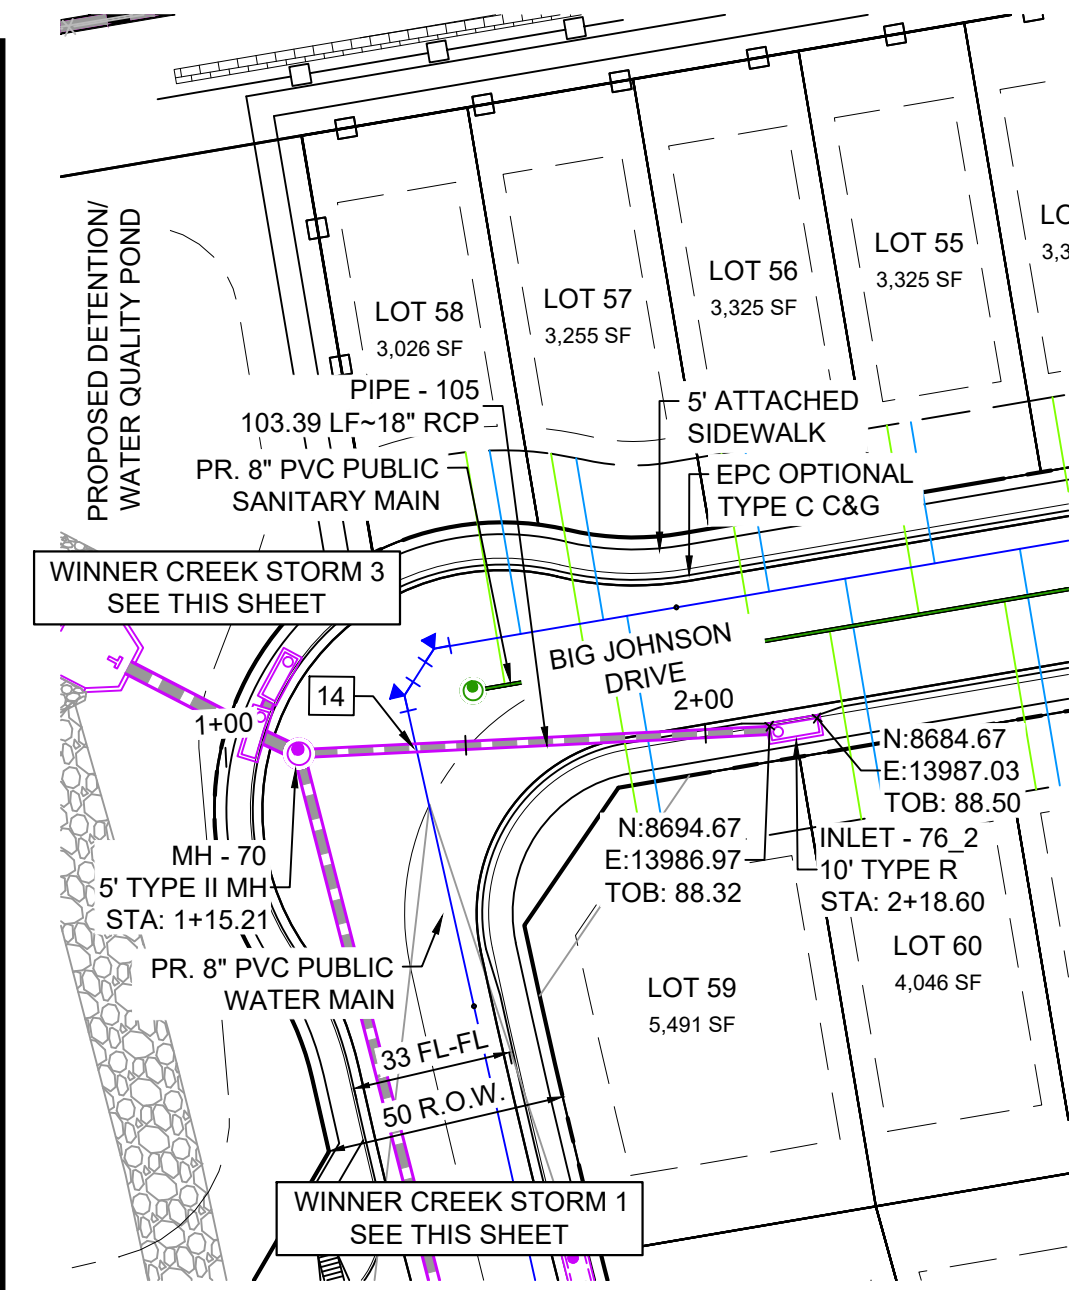 PROPOSED DETENTION/
WATER QUALITY POND
LOT 58
3,026 SF
LOT 57
3,255 SF
LOT 56
3,325 SF
LOT 55
3,325 SF
LO
3,3
PIPE - 105
103.39 LF~18" RCP
PR. 8" PVC PUBLIC
SANITARY MAIN
5' ATTACHED
SIDEWALK
EPC OPTIONAL
TYPE C C&G
WINNER CREEK STORM 3
SEE THIS SHEET
BIG JOHNSON
DRIVE
14
1+00
2+00
N:8684.67
E:13987.03
TOB: 88.50
N:8694.67
E:13986.97
TOB: 88.32
INLET - 76_2
10' TYPE R
STA: 2+18.60
MH - 70
5' TYPE II MH
STA: 1+15.21
PR. 8" PVC PUBLIC
WATER MAIN
LOT 59
5,491 SF
LOT 60
4,046 SF
33 FL-FL
50 R.O.W.
WINNER CREEK STORM 1
SEE THIS SHEET